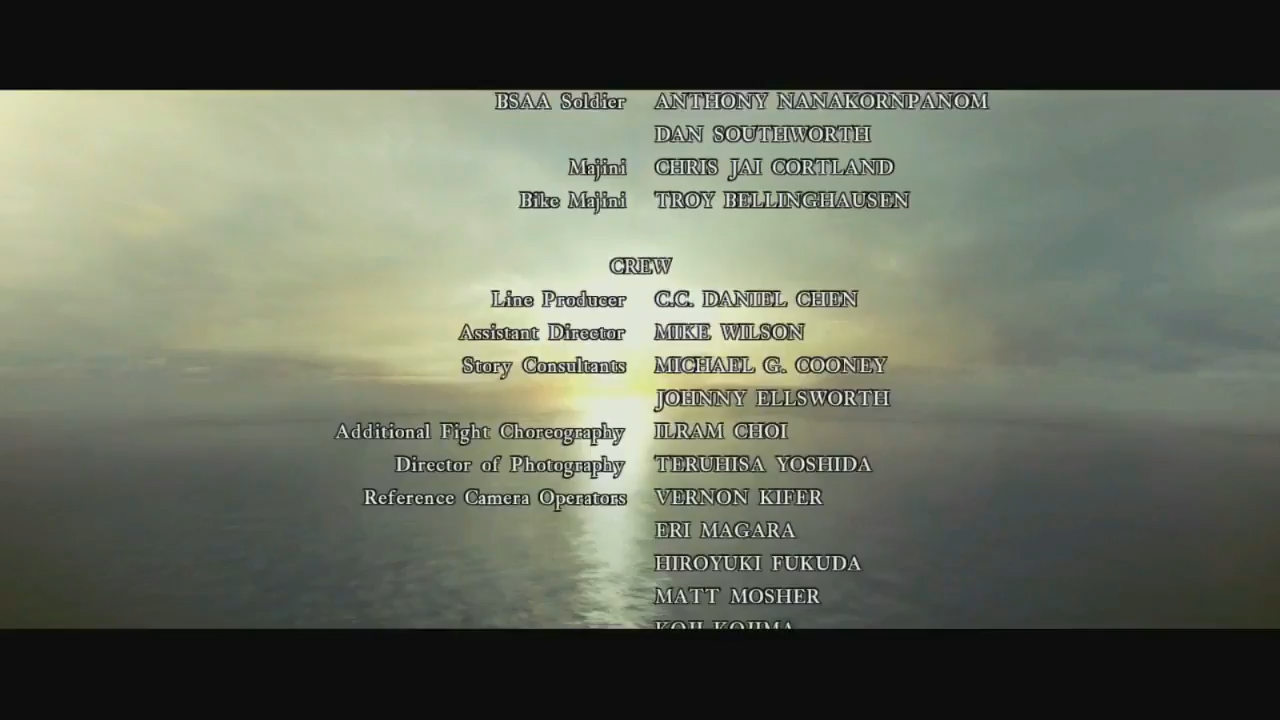 BSAA Soldier ANTHONY NANAKORNPANOM
DAN SOUTHWORTH
Majini CHRIS JAI CORTLAND
Bike Majini TROY BELLINGHAUSEN
CREW
Line Producer C.C. DANIEL CHEN
Assistant Director MIKE WILSON
Story Consultants MICHAEL G. COONEY
JOHNNY ELLSWORTH
Additional Fight Choreography ILRAM CHOI
Director of Photography TERUHISA YOSHIDA
Reference Camera Operators VERNON KIFER
ERI MAGARA
HIROYUKI FUKUDA
MATT MOSHER
KOJI KOJIMA